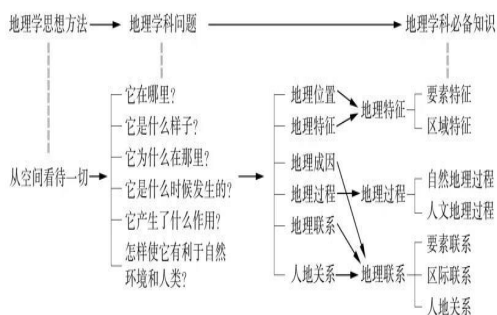 地理学思想方法 地理学科问题 地理学科必备知识
从空间看待一切
它在哪里?
它是什么样子?
它为什么在那里?
它是什么时候发生的?
它产生了什么作用?
怎样使它有利于自然
环境和人类?
地理位置
地理特征
地理成因
地理过程
地理联系
人地关系
地理特征
地理过程
地理联系
要素特征
区域特征
自然地理过程
人文地理过程
要素联系
区际联系
人地关系